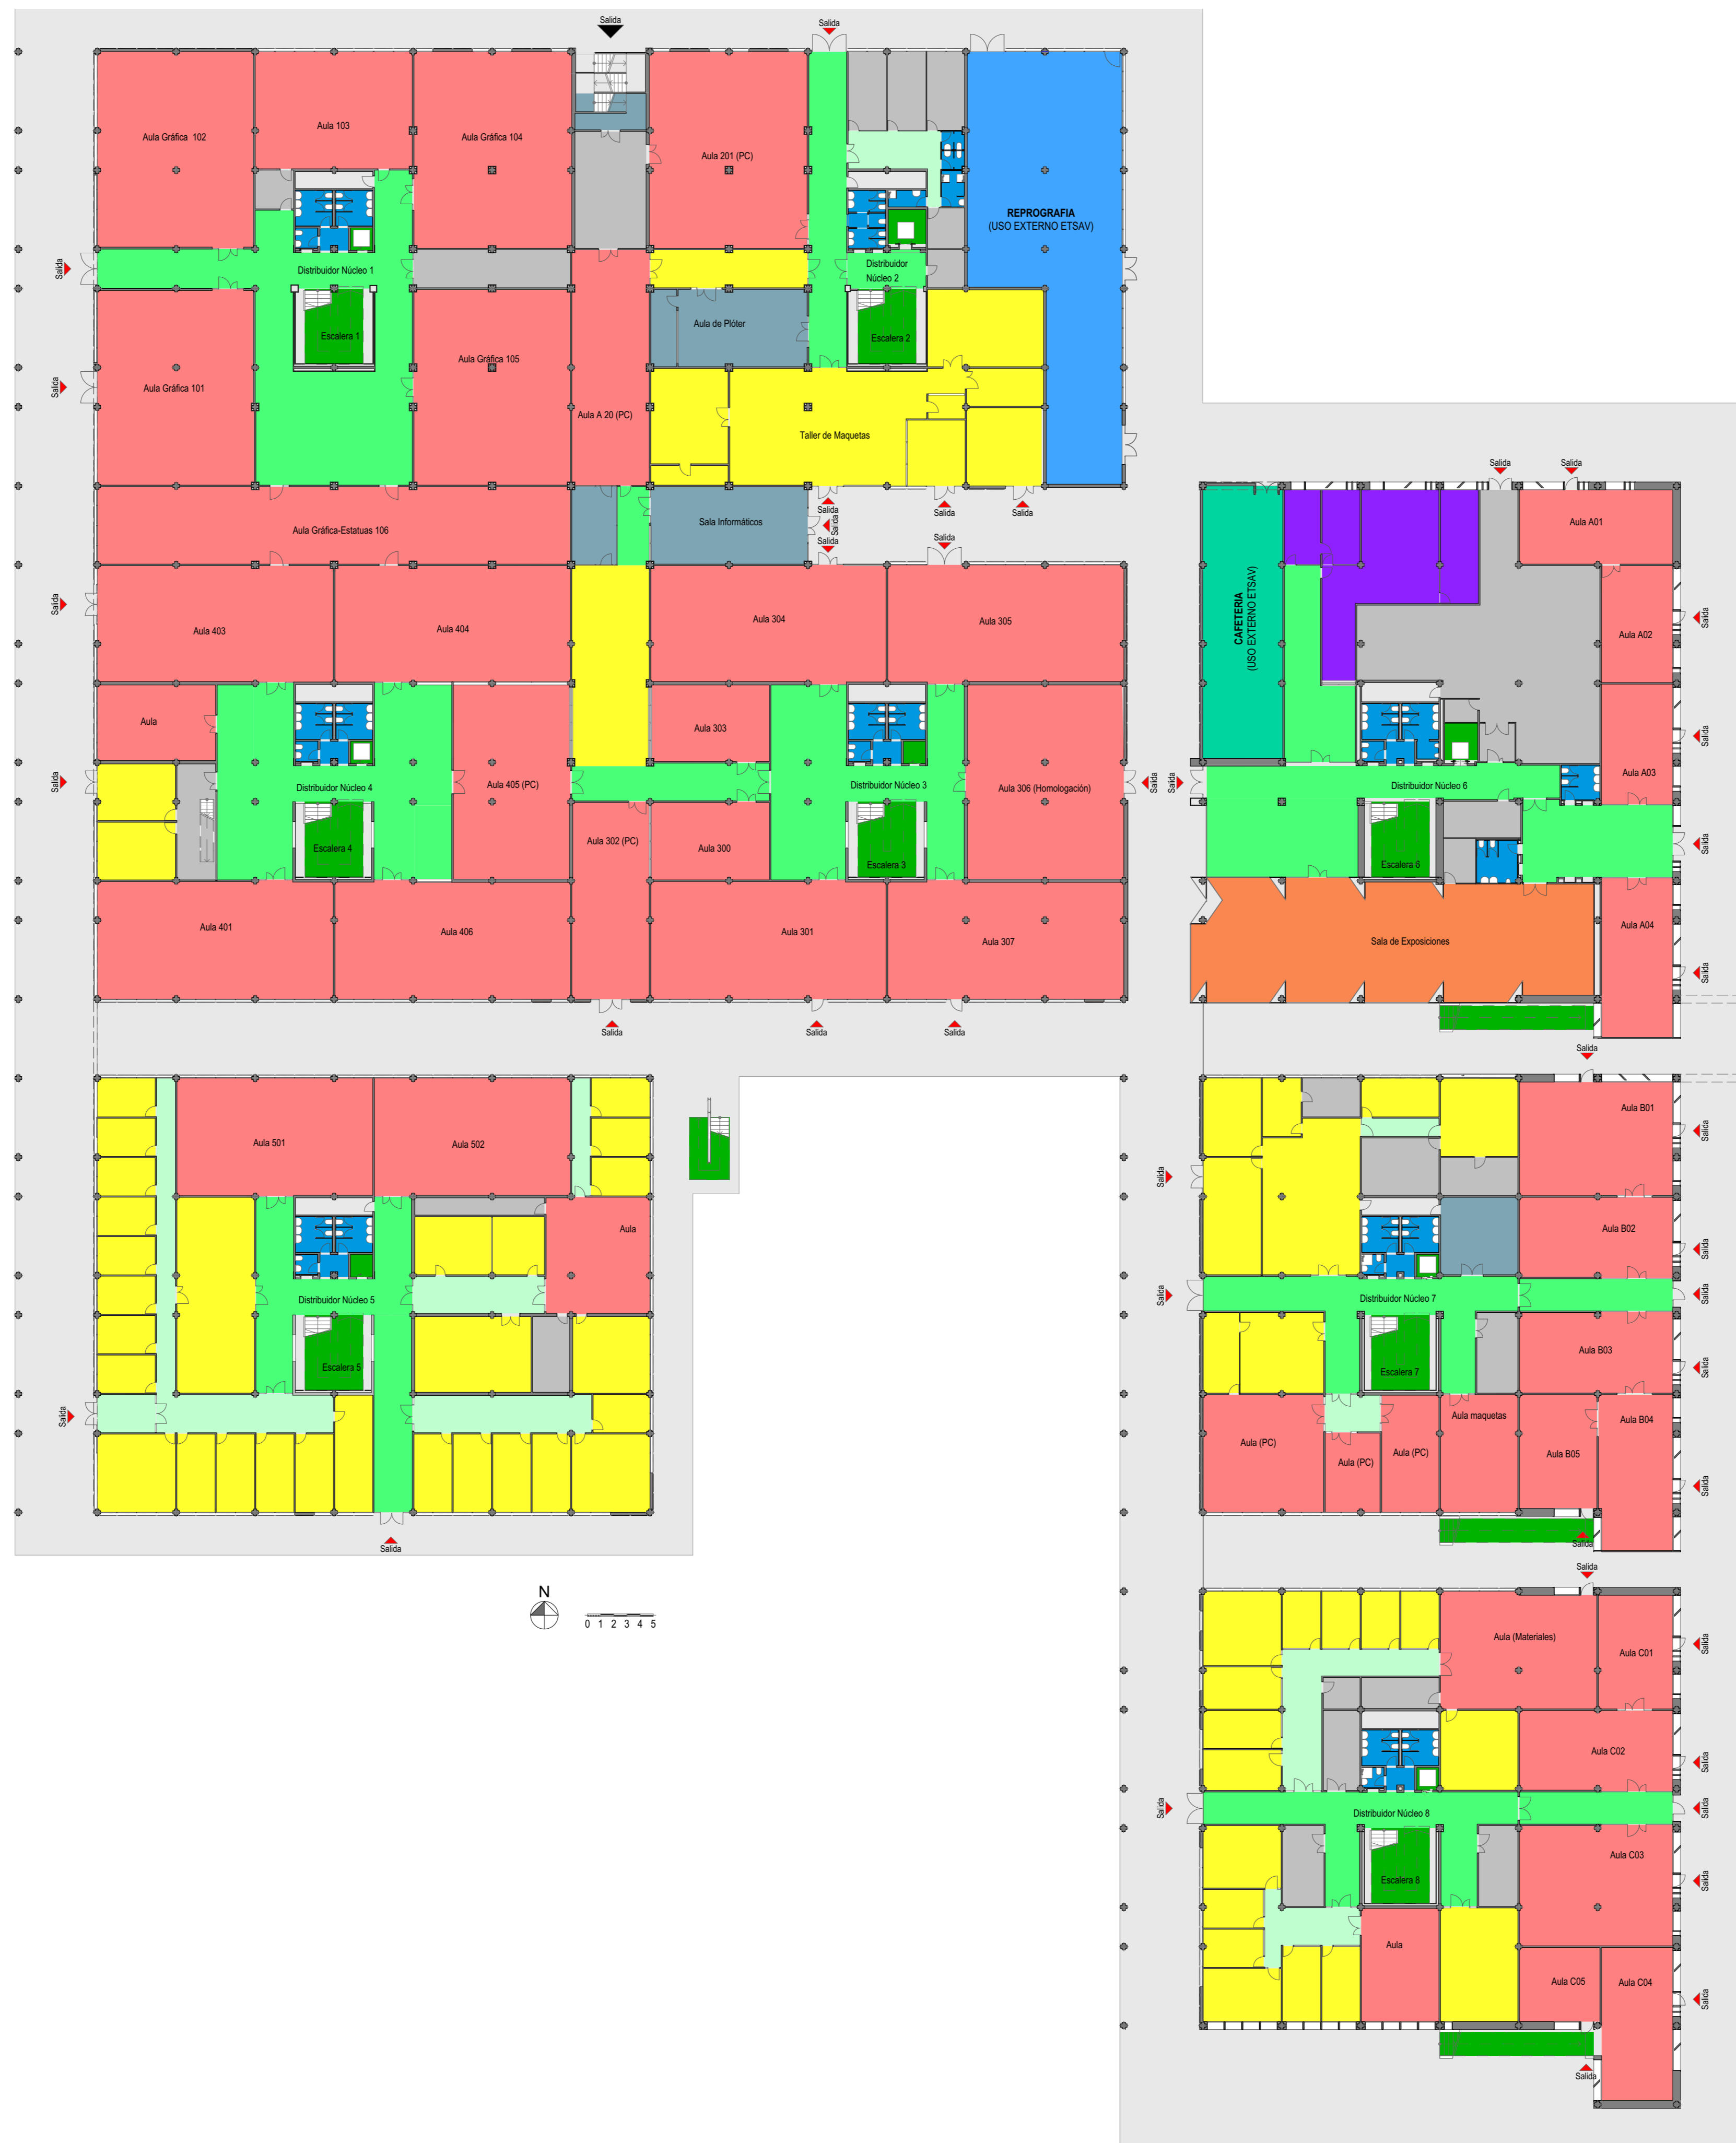 Salida
Salida
Aula Gráfica 102
Aula 103
Aula Gráfica 104
Aula 201 (PC)
REPROGRAFIA
(USO EXTERNO ETSAV)
Salida
Distribuidor Núcleo 1
Distribuidor
Núcleo 2
Escalera 1
Aula de Plóter
Escalera 2
Salida
Aula Gráfica 101
Aula Gráfica 105
Aula A 20 (PC)
Taller de Maquetas
Salida
Salida
Salida
Salida
Salida
Aula Gráfica-Estatuas 106
Sala Informáticos
Salida
Salida
Salida
Aula A01
CAFETERIA
(USO EXTERNO ETSAV)
Salida
Aula 403
Aula 404
Aula 304
Aula 305
Aula A02
Salida
Aula
Aula 303
Salida
Aula A03
Salida
Distribuidor Núcleo 4
Aula 405 (PC)
Distribuidor Núcleo 3
Aula 306 (Homologación)
Salida
Salida
Distribuidor Núcleo 6
Escalera 4
Aula 302 (PC)
Aula 300
Escalera 3
Escalera 6
Salida
Aula 401
Aula 406
Aula 301
Aula 307
Sala de Exposiciones
Aula A04
Salida
Salida
Salida
Salida
Salida
Aula 501
Aula 502
Aula B01
Salida
Salida
Aula
Aula B02
Salida
Distribuidor Núcleo 5
Salida
Distribuidor Núcleo 7
Salida
Escalera 5
Escalera 7
Aula B03
Salida
Salida
Aula (PC)
Aula (PC)
Aula (PC)
Aula maquetas
Aula B05
Aula B04
Salida
Salida
Salida
Salida
N
0 1 2 3 4 5
Aula (Materiales)
Aula C01
Salida
Aula C02
Salida
Salida
Distribuidor Núcleo 8
Salida
Escalera 8
Aula C03
Salida
Aula
Aula C05
Aula C04
Salida
Salida